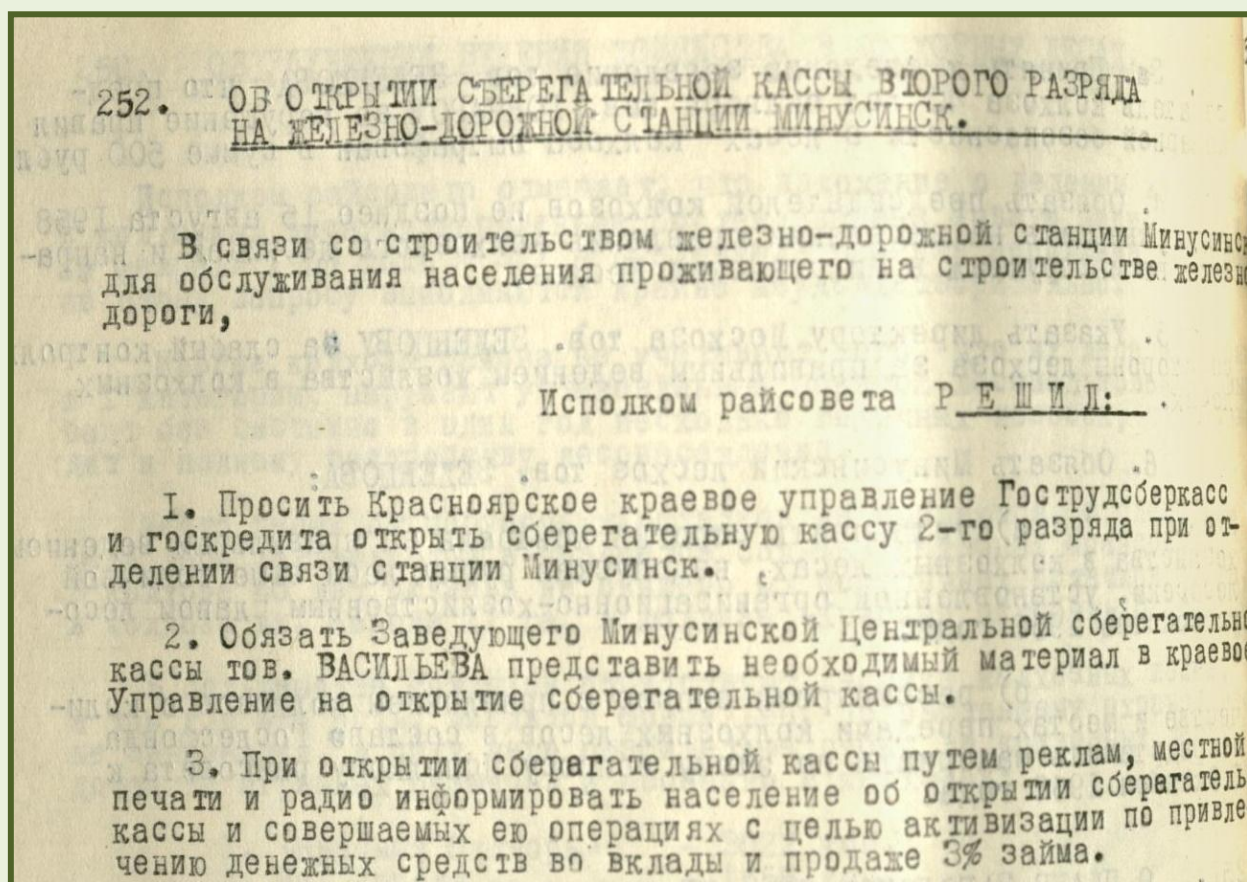 252. ОБ ОТКРЫТИИ СБЕРЕГАТЕЛЬНОЙ КАССЫ ВТОРОГО РАЗРЯДА
НА ЖЕЛЕЗНО-ДОРОЖНОЙ СТАНЦИИ МИНУСИНСК.
В связи со строительством железно-дорожной станции Минусинск
для обслуживания населения проживающего на строительстве железно
дороги,
Исполком райсовета Р Е Ш И Л:
I. Просить Красноярское краевое управление Гострудсберкасс
и госкредита открыть сберегательную кассу 2-го разряда при от-
делении связи станции Минусинск.
2. Обязать Заведующего Минусинской Центральной сберегательно
кассы тов. ВАСИЛЬЕВА представить необходимый материал в краевое
Управление на открытие сберегательной кассы.
3. При открытии сберагательной кассы путем реклам, местной
печати и радио информировать население об открытии сберегатель
кассы и совершаемых ею операциях с целью активизации по привле
чению денежных средств во вклады и продаже 3% займа.